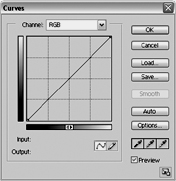 Curves
Channel: RGB
OK
Cancel
Load...
Save...
Smooth
Auto
Options...
Input:
Output:
Preview